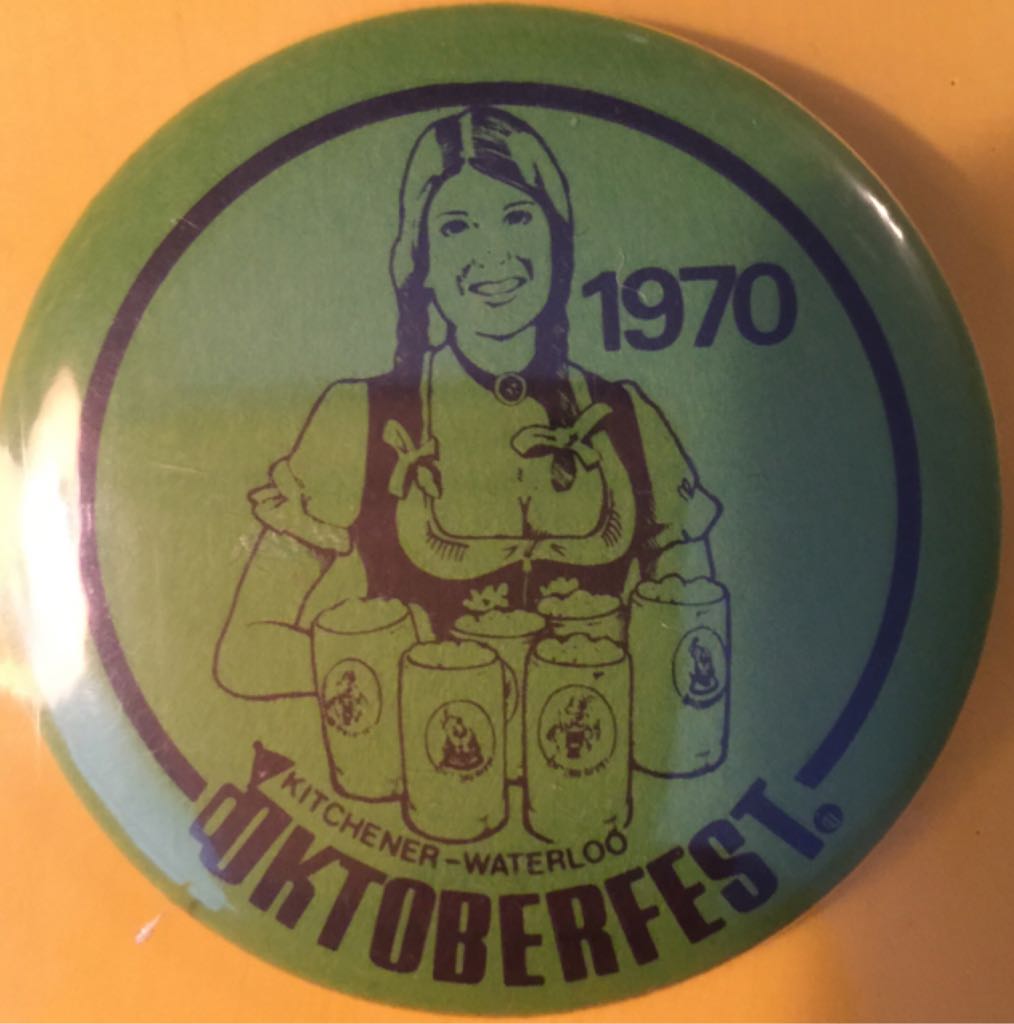 1970
KITCHENER-WATERLOO
OKTOBERFEST.